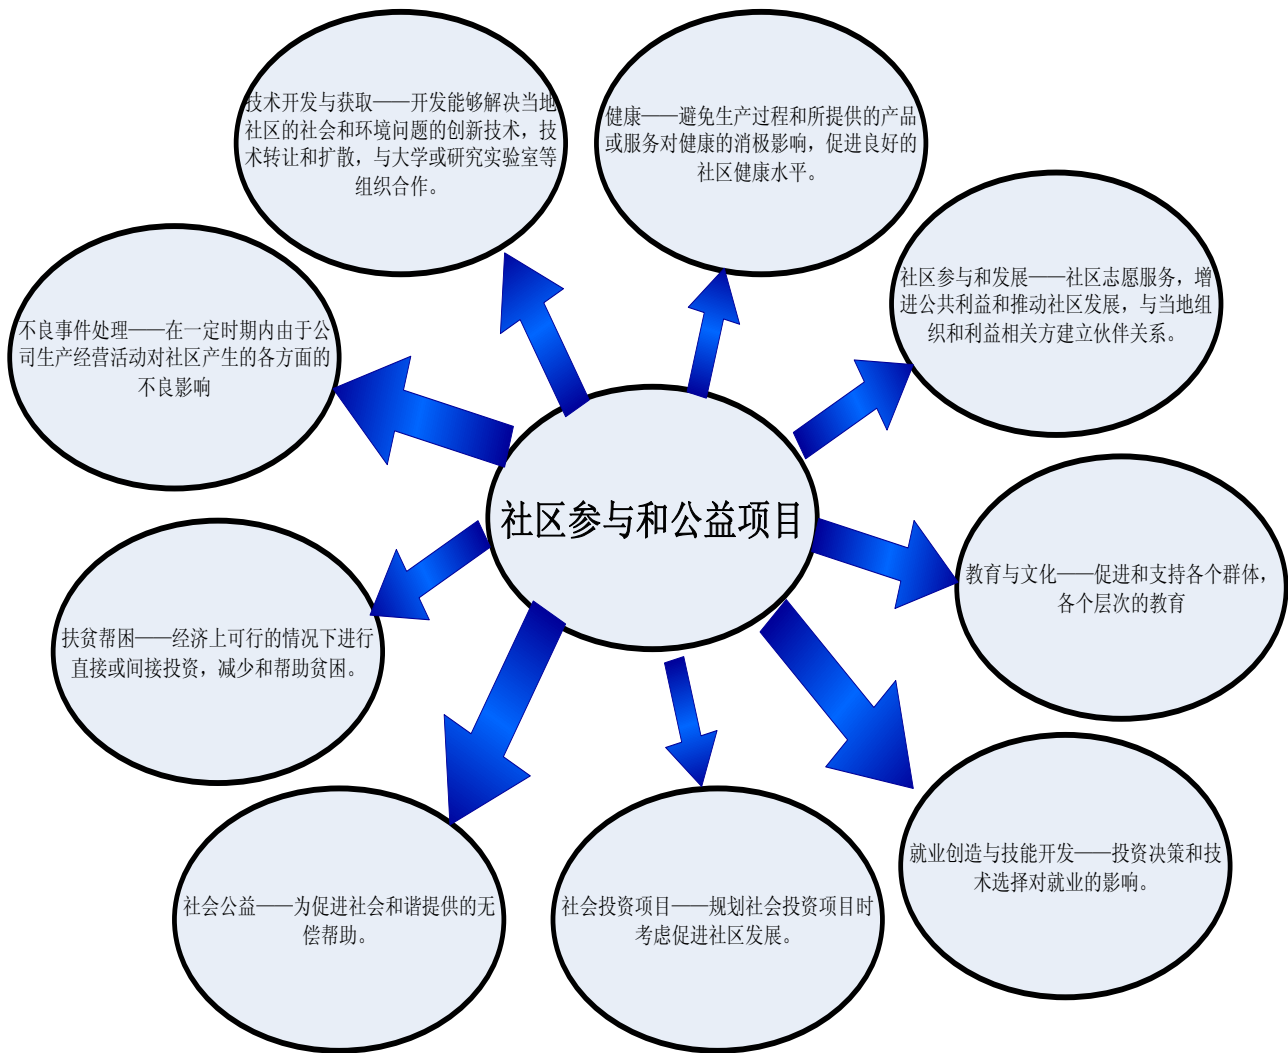 技术开发与获取——开发能够解决当地
社区的社会和环境问题的创新技术，技
术转让和扩散，与大学或研究实验室等
组织合作。
健康——避免生产过程和所提供的产品
或服务对健康的消极影响，促进良好的
社区健康水平。
社区参与和发展——社区志愿服务，增
进公共利益和推动社区发展，与当地组
织和利益相关方建立伙伴关系。
不良事件处理——在一定时期内由于公
司生产经营活动对社区产生的各方面的
不良影响
社区参与和公益项目
教育与文化——促进和支持各个群体，
各个层次的教育
扶贫帮困——经济上可行的情况下进行
直接或间接投资，减少和帮助贫困。
就业创造与技能开发——投资决策和技
术选择对就业的影响。
社会公益——为促进社会和谐提供的无
偿帮助。
社会投资项目——规划社会投资项目时
考虑促进社区发展。